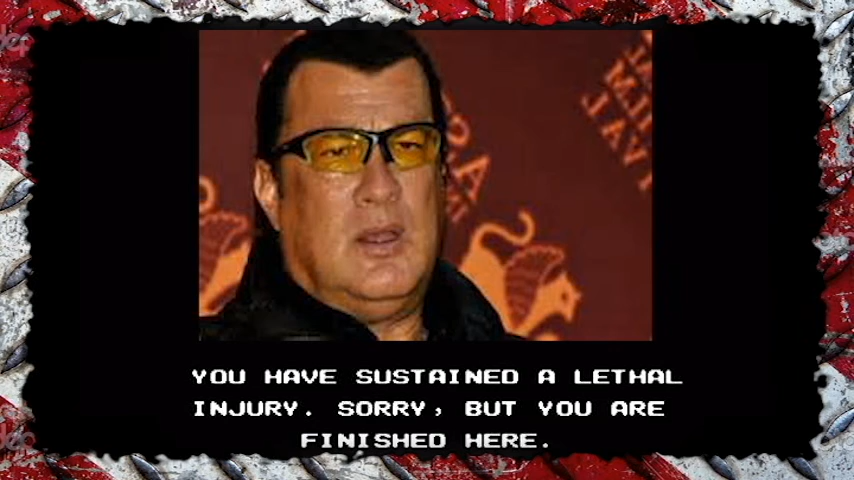 YOU HAVE SUSTAINED A LETHAL
INJURY. SORRY, BUT YOU ARE
FINISHED HERE.